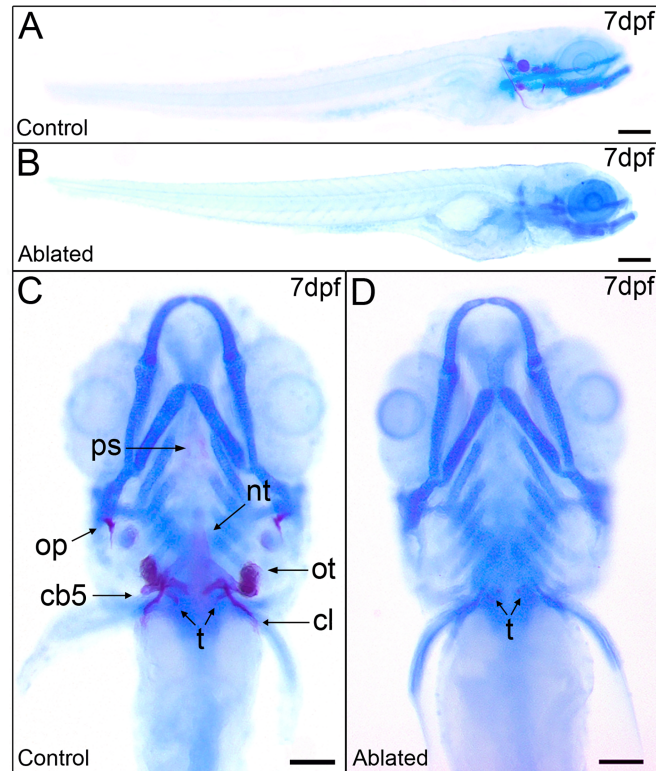 A 7dpf
Control
B 7dpf
Ablated
C 7dpf
D 7dpf
ps
nt
op
ot
cb5
cl
t
t
Control
Ablated